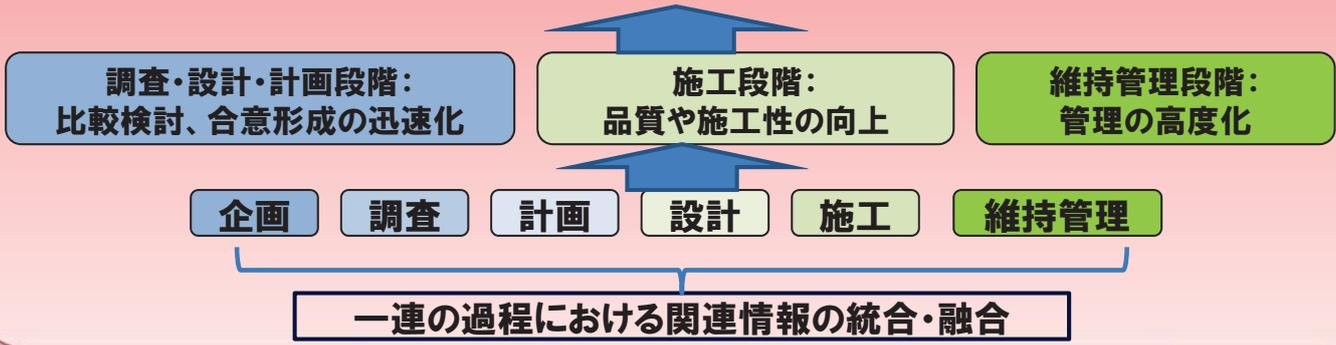 調査・設計・計画段階：
比較検討、合意形成の迅速化
施工段階：
品質や施工性の向上
維持管理段階：
管理の高度化
企画
調査
計画
設計
施工
維持管理
一連の過程における関連情報の統合・融合